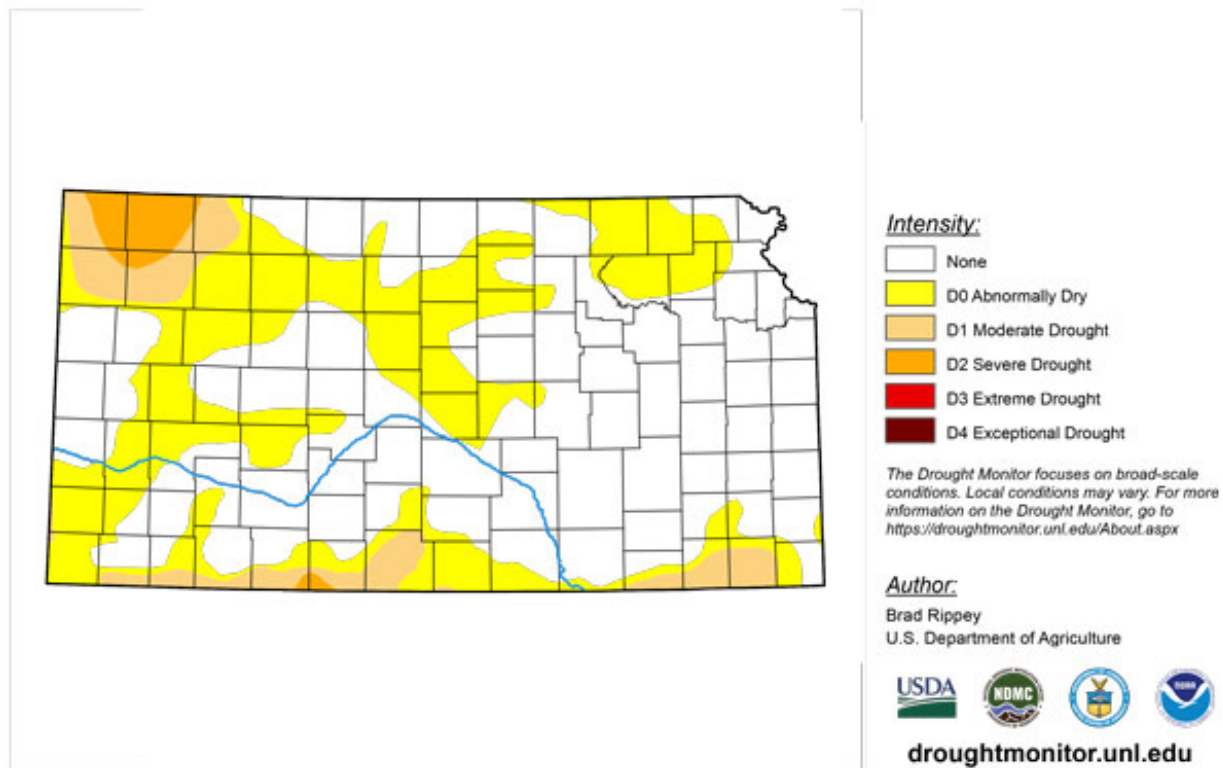 Intensity:
None
D0 Abnormally Dry
D1 Moderate Drought
D2 Severe Drought
D3 Extreme Drought
D4 Exceptional Drought
The Drought Monitor focuses on broad-scale
conditions. Local conditions may vary. For more
information on the Drought Monitor, go to
https://droughtmonitor.unl.edu/About.aspx
Author:
Brad Rippey
U.S. Department of Agriculture
USDA
NDMC
droughtmonitor.unl.edu